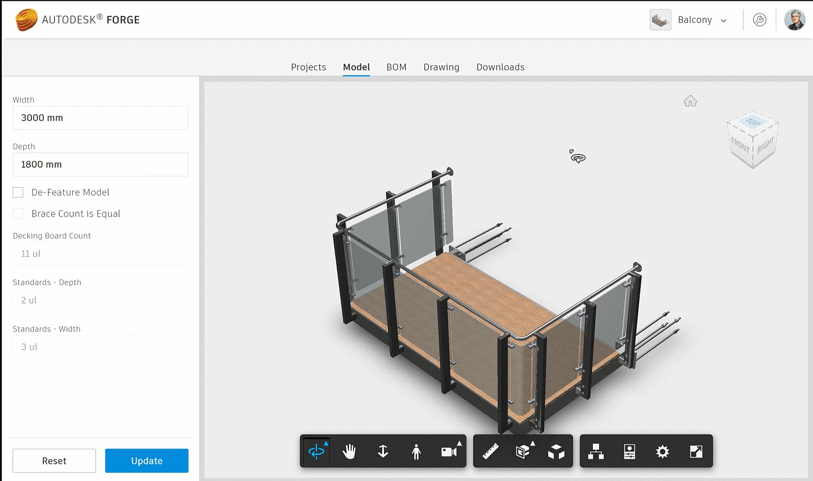 AUTODESK® FORGE
Balcony
Projects Model BOM Drawing Downloads
Width
3000 mm
Depth
1800 mm
De-Feature Model
Brace Count is Equal
Decking Board Count
11 ul
Standards - Depth
2 ul
Standards - Width
3 ul
Reset Update
TOP
FRONT RIGHT